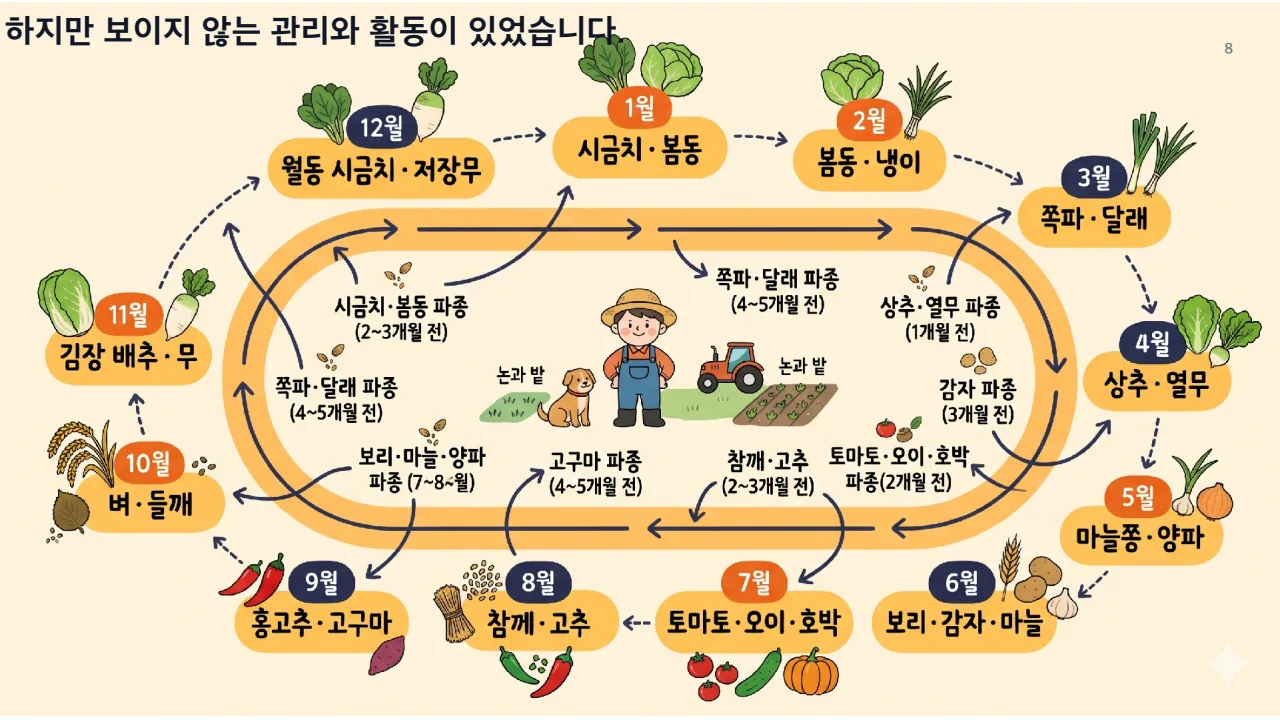 하지만 보이지 않는 관리와 활동이 있었습니다.
8
12월
월동 시금치·저장무
1월
시금치·봄동
2월
봄동·냉이
3월
쪽파·달래
4월
상추·열무
5월
마늘쫑·양파
6월
보리·감자·마늘
7월
토마토·오이·호박
8월
참께·고추
9월
홍고추·고구마
10월
벼·들깨
11월
김장 배추·무
시금치·봄동 파종
(2~3개월 전)
쪽파·달래 파종
(4~5개월 전)
상추·열무 파종
(1개월 전)
쪽파·달래 파종
(4~5개월 전)
논과 밭
논과 밭
감자 파종
(3개월 전)
보리·마늘·양파
파종 (7~8월)
고구마 파종
(4~5개월 전)
참깨·고추
(2~3개월 전)
토마토·오이·호박
파종(2개월 전)